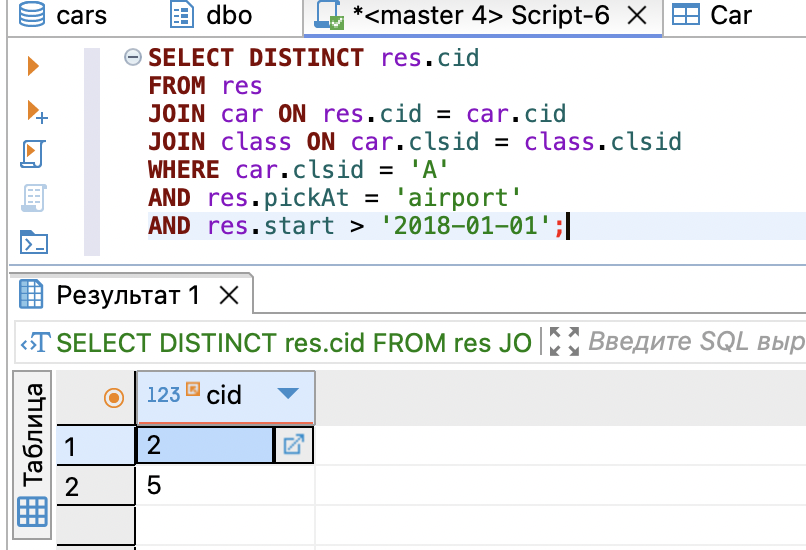 cars dbo *<master 4> Script-6 Car
SELECT DISTINCT res.cid
FROM res
JOIN car ON res.cid = car.cid
JOIN class ON car.clsid = class.clsid
WHERE car.clsid = 'A'
AND res.pickAt = 'airport'
AND res.start > '2018-01-01';
Результат 1
SELECT DISTINCT res.cid FROM res JO Введите SQL выр
Таблица
123 cid
1 2
2 5